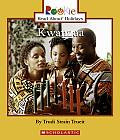 Rookie
Read-About® Holidays
Kwanzaa
By Trudi Strain Trueit
SCHOLASTIC